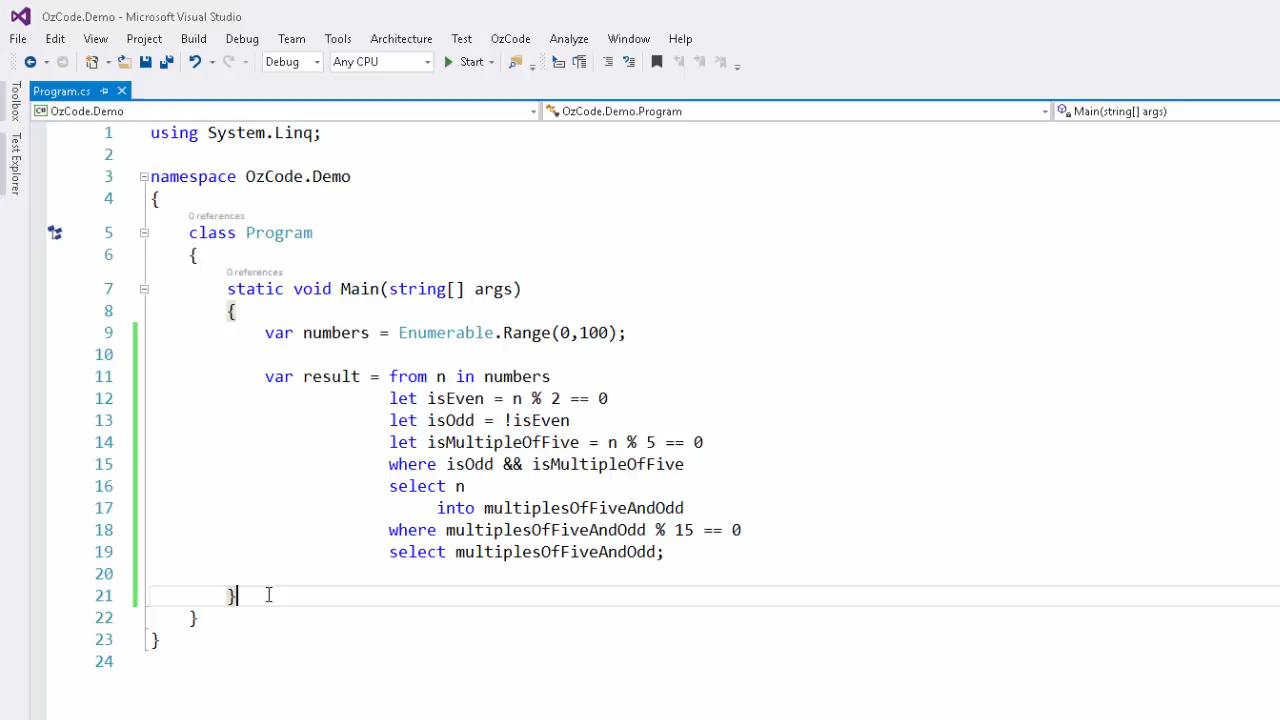 OzCode.Demo - Microsoft Visual Studio
File Edit View Project Build Debug Team Tools Architecture Test OzCode Analyze Window Help
Debug Any CPU Start
Toolbox
Test Explorer
Program.cs
C# OzCode.Demo OzCode.Demo.Program Main(string[] args)
1 using System.Linq;
2
3 namespace OzCode.Demo
4 {
0 references
5 class Program
6 {
0 references
7 static void Main(string[] args)
8 {
9 var numbers = Enumerable.Range(0,100);
10
11 var result = from n in numbers
12 let isEven = n % 2 == 0
13 let isOdd = !isEven
14 let isMultipleOfFive = n % 5 == 0
15 where isOdd && isMultipleOfFive
16 select n
17 into multiplesOfFiveAndOdd
18 where multiplesOfFiveAndOdd % 15 == 0
19 select multiplesOfFiveAndOdd;
20
21 }
22 }
23 }
24